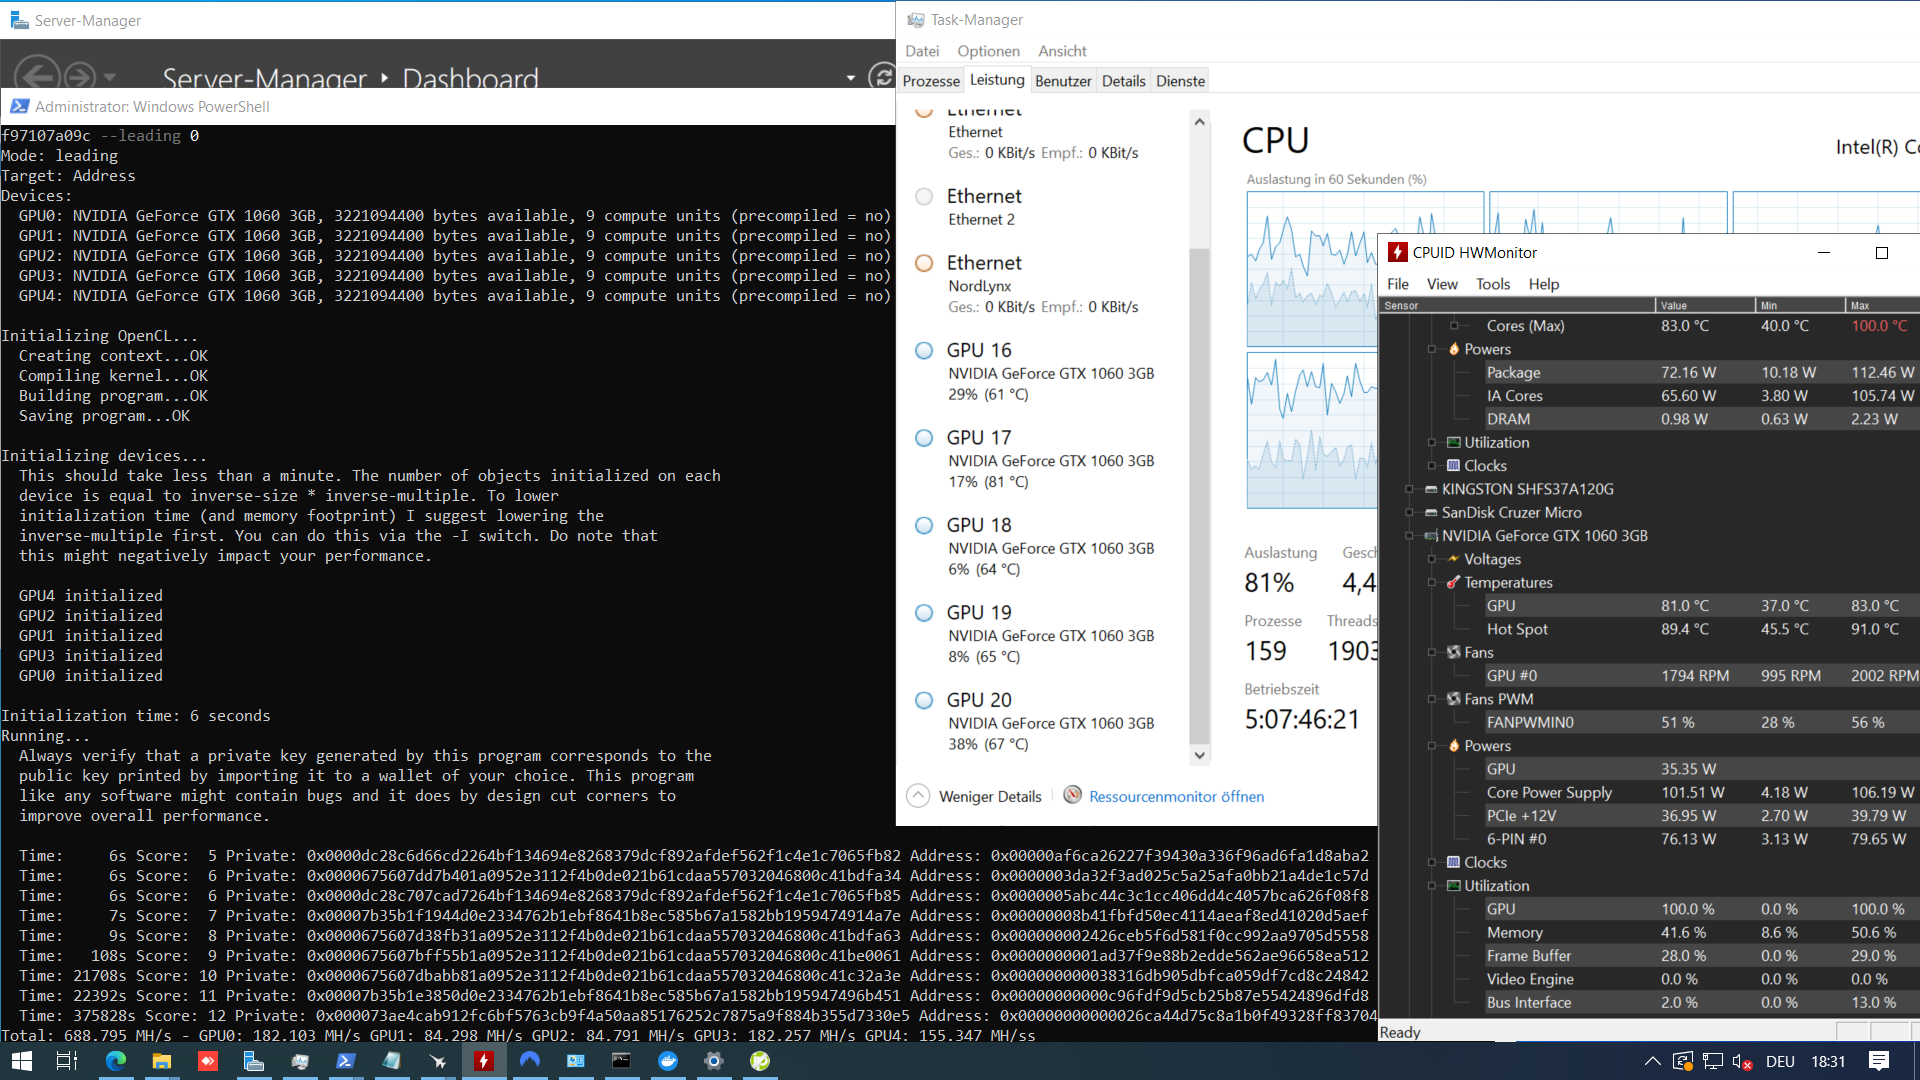 Server-Manager
Server-Manager ‣ Dashboard
Administrator: Windows PowerShell
f97107a09c --leading 0
Mode: leading
Target: Address
Devices:
GPU0: NVIDIA GeForce GTX 1060 3GB, 3221094400 bytes available, 9 compute units (precompiled = no)
GPU1: NVIDIA GeForce GTX 1060 3GB, 3221094400 bytes available, 9 compute units (precompiled = no)
GPU2: NVIDIA GeForce GTX 1060 3GB, 3221094400 bytes available, 9 compute units (precompiled = no)
GPU3: NVIDIA GeForce GTX 1060 3GB, 3221094400 bytes available, 9 compute units (precompiled = no)
GPU4: NVIDIA GeForce GTX 1060 3GB, 3221094400 bytes available, 9 compute units (precompiled = no)
Initializing OpenCL...
Creating context...OK
Compiling kernel...OK
Building program...OK
Saving program...OK
Initializing devices...
This should take less than a minute. The number of objects initialized on each
device is equal to inverse-size * inverse-multiple. To lower
initialization time (and memory footprint) I suggest lowering the
inverse-multiple first. You can do this via the -I switch. Do note that
this might negatively impact your performance.
GPU4 initialized
GPU2 initialized
GPU1 initialized
GPU3 initialized
GPU0 initialized
Initialization time: 6 seconds
Running...
Always verify that a private key generated by this program corresponds to the
public key printed by importing it to a wallet of your choice. This program
like any software might contain bugs and it does by design cut corners to
improve overall performance.
Time: 6s Score: 5 Private: 0x0000dc28c6d66cd2264bf134694e8268379dcf892afdef562f1c4e1c7065fb82 Address: 0x00000af6ca26227f39430a336f96ad6fa1d8aba2
Time: 6s Score: 6 Private: 0x0000675607dd7b401a0952e3112f4b0de021b61cdaa557032046800c41bdfa34 Address: 0x0000003da32f3ad025c5a25afa0bb21a4de1c57d
Time: 6s Score: 6 Private: 0x0000dc28c707cad7264bf134694e8268379dcf892afdef562f1c4e1c7065fb85 Address: 0x0000005abc44c3c1cc406dd4c4057bca626f08f8
Time: 7s Score: 7 Private: 0x00007b35b1f1944d0e2334762b1ebf8641b8ec585b67a1582bb1959474914a7e Address: 0x00000008b41fbfd50ec4114aeaf8ed41020d5aef
Time: 9s Score: 8 Private: 0x0000675607d38fb31a0952e3112f4b0de021b61cdaa557032046800c41bdfa63 Address: 0x000000002426ceb5f6d581f0cc992aa9705d5558
Time: 108s Score: 9 Private: 0x0000675607bff55b1a0952e3112f4b0de021b61cdaa557032046800c41be0061 Address: 0x0000000001ad37f9e88b2edde562ae96658ea512
Time: 21708s Score: 10 Private: 0x0000675607dbabb81a0952e3112f4b0de021b61cdaa557032046800c41c32a3e Address: 0x000000000038316db905dbfca059df7cd8c24842
Time: 22392s Score: 11 Private: 0x00007b35b1e3850d0e2334762b1ebf8641b8ec585b67a1582bb195947496b451 Address: 0x00000000000c96fdf9d5cb25b87e55424896dfd8
Time: 375828s Score: 12 Private: 0x000073ae4cab912fc6bf5763cb9f4a50aa85176252c7875a9f884b355d7330e5 Address: 0x00000000000026ca44d75c8a1b0f49328ff83704
Total: 688.795 MH/s - GPU0: 182.103 MH/s GPU1: 84.298 MH/s GPU2: 84.791 MH/s GPU3: 182.257 MH/s GPU4: 155.347 MH/ss
Task-Manager
Datei Optionen Ansicht
Prozesse Leistung Benutzer Details Dienste
Ethernet
Ethernet
Ges.: 0 KBit/s Empf.: 0 KBit/s
Ethernet
Ethernet 2
Ethernet
NordLynx
Ges.: 0 KBit/s Empf.: 0 KBit/s
GPU 16
NVIDIA GeForce GTX 1060 3GB
29% (61 °C)
GPU 17
NVIDIA GeForce GTX 1060 3GB
17% (81 °C)
GPU 18
NVIDIA GeForce GTX 1060 3GB
6% (64 °C)
GPU 19
NVIDIA GeForce GTX 1060 3GB
8% (65 °C)
GPU 20
NVIDIA GeForce GTX 1060 3GB
38% (67 °C)
Weniger Details
Ressourcenmonitor öffnen
CPU
Intel(R) Co
Auslastung in 60 Sekunden (%)
Auslastung Gesch
81% 4,4
Prozesse Threads
159 1903
Betriebszeit
5:07:46:21
CPUID HWMonitor
File View Tools Help
Sensor Value Min Max
Cores (Max) 83.0 °C 40.0 °C 100.0 °C
Powers
Package 72.16 W 10.18 W 112.46 W
IA Cores 65.60 W 3.80 W 105.74 W
DRAM 0.98 W 0.63 W 2.23 W
Utilization
Clocks
KINGSTON SHFS37A120G
SanDisk Cruzer Micro
NVIDIA GeForce GTX 1060 3GB
Voltages
Temperatures
GPU 81.0 °C 37.0 °C 83.0 °C
Hot Spot 89.4 °C 45.5 °C 91.0 °C
Fans
GPU #0 1794 RPM 995 RPM 2002 RPM
Fans PWM
FANPWMIN0 51 % 28 % 56 %
Powers
GPU 35.35 W
Core Power Supply 101.51 W 4.18 W 106.19 W
PCIe +12V 36.95 W 2.70 W 39.79 W
6-PIN #0 76.13 W 3.13 W 79.65 W
Clocks
Utilization
GPU 100.0 % 0.0 % 100.0 %
Memory 41.6 % 8.6 % 50.6 %
Frame Buffer 28.0 % 0.0 % 29.0 %
Video Engine 0.0 % 0.0 % 0.0 %
Bus Interface 2.0 % 0.0 % 13.0 %
Ready
DEU 18:31